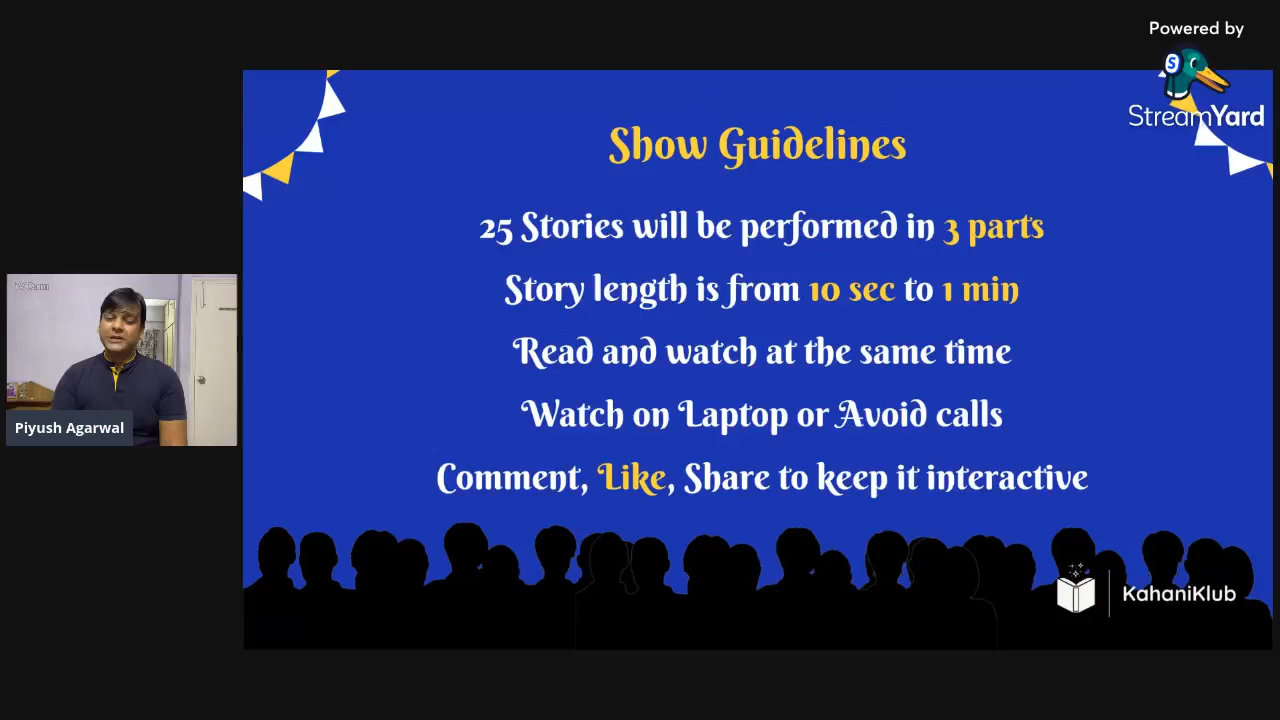 Powered by
StreamYard
Show Guidelines
25 Stories will be performed in 3 parts
Story length is from 10 sec to 1 min
Read and watch at the same time
Watch on Laptop or Avoid calls
Comment, Like, Share to keep it interactive
Piyush Agarwal
KahaniKlub